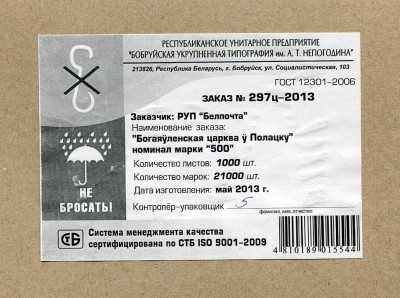 РЕСПУБЛИКАНСКОЕ УНИТАРНОЕ ПРЕДПРИЯТИЕ
"БОБРУЙСКАЯ УКРУПНЕННАЯ ТИПОГРАФИЯ им. А. Т. НЕПОГОДИНА"
213826, Республика Беларусь, г. Бобруйск, ул. Социалистическая, 103
ГОСТ 12301-2006
ЗАКАЗ № 297ц-2013
Заказчик: РУП "Белпочта"
Наименование заказа:
"Богаяўленская царква ў Полацку"
номинал марки "500"
Количество листов: 1000 шт.
Количество марок: 21000 шт.
Дата изготовления: май 2013 г.
Контролёр-упаковщик 5
фамилия, имя, отчество
НЕ
БРОСАТЬ!
СТБ
Система менеджмента качества
сертифицирована по СТБ ISO 9001-2009
4 810189 015544